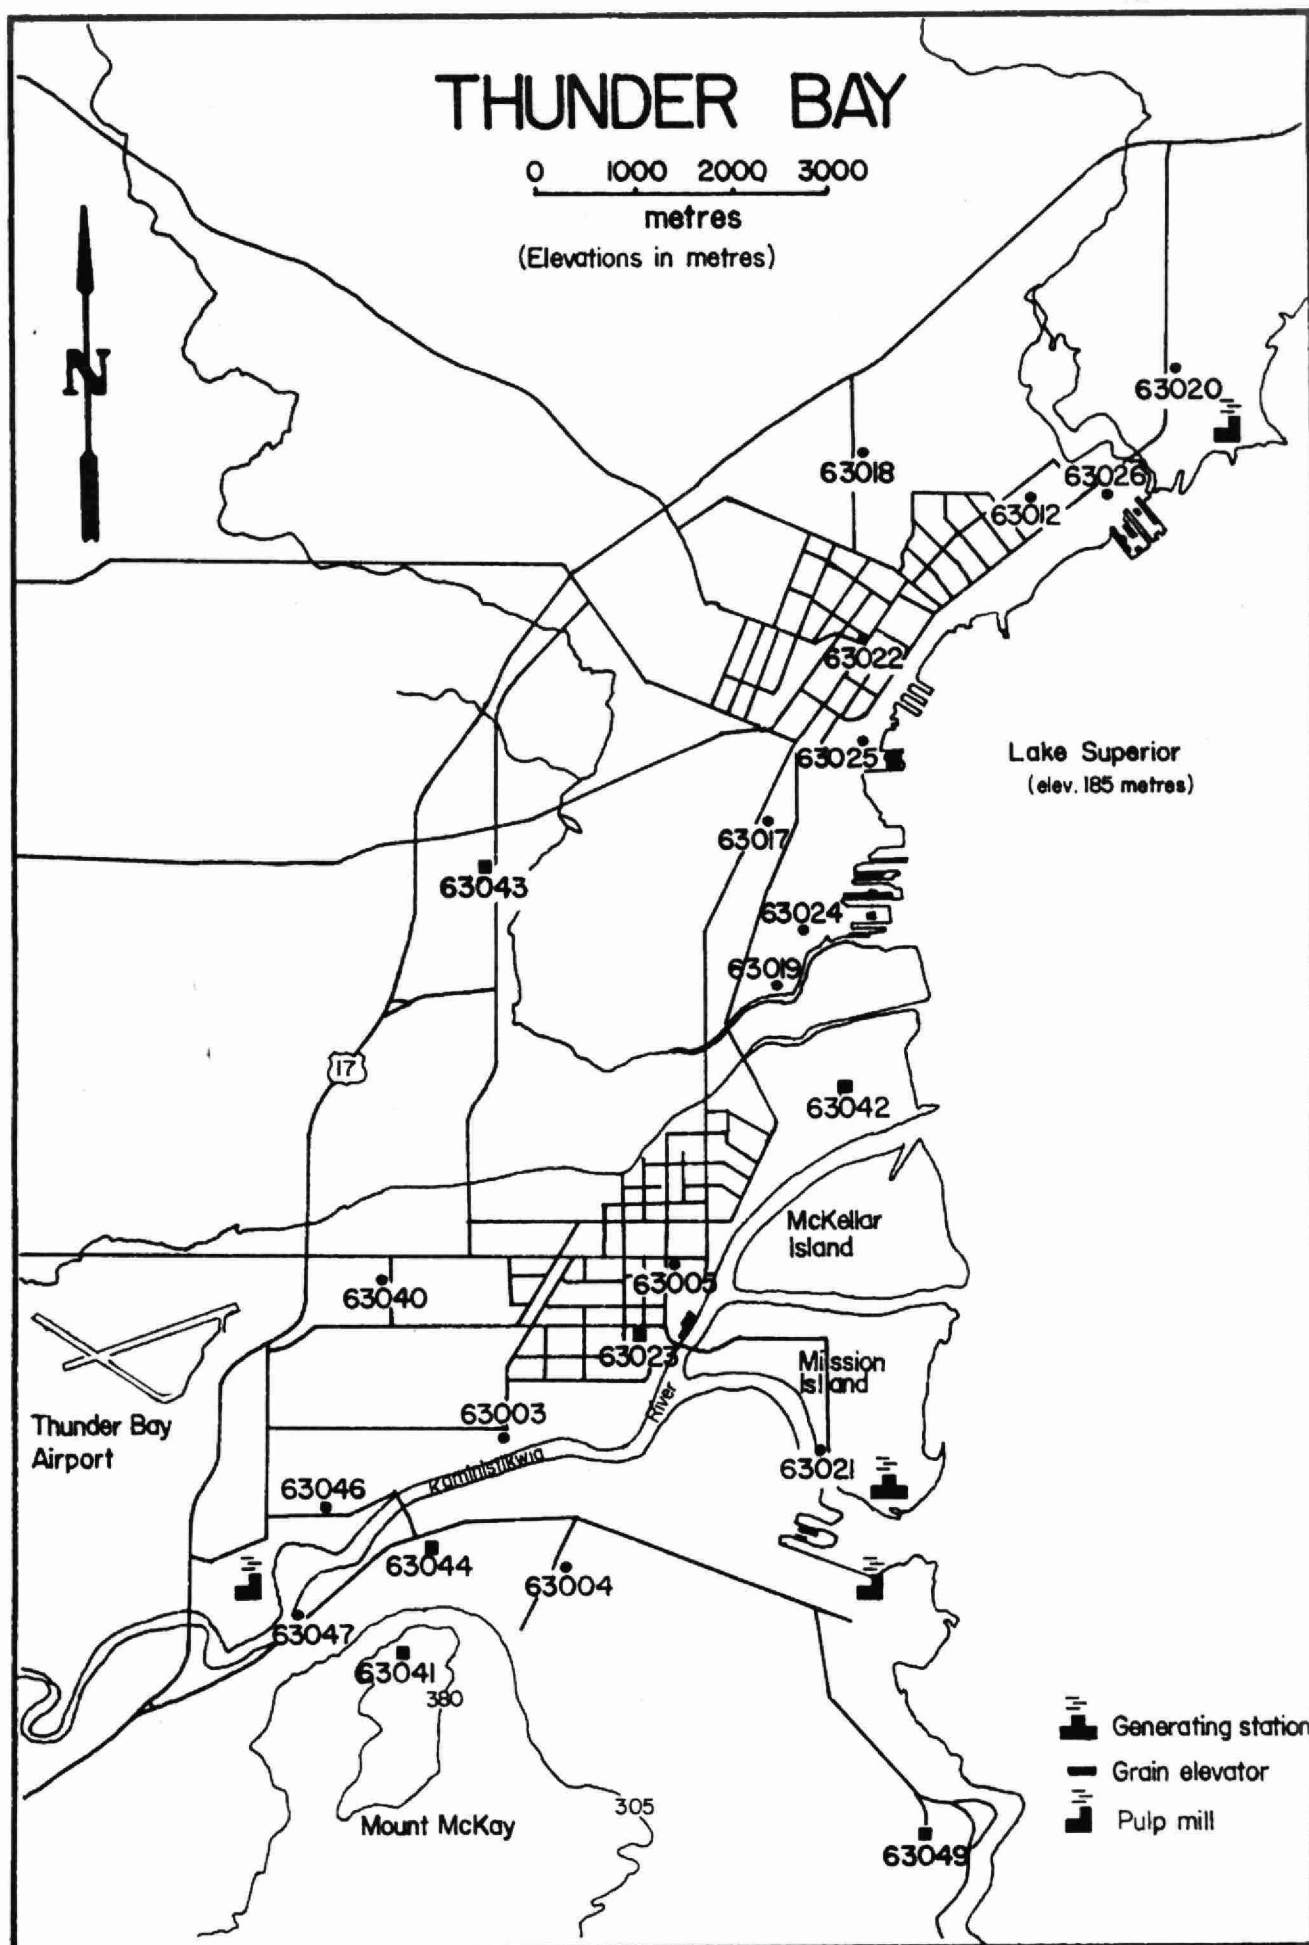 THUNDER BAY
0 1000 2000 3000
metres
(Elevations in metres)
N
63020
63018
63026
63012
63022
Lake Superior
(elev. 185 metres)
63025
63017
63043
63024
63019
17
63042
McKellar
Island
63005
63040
63023
Mission
Island
River
Thunder Bay
Airport
63003
Kaministikwia
63021
63046
63044
63004
63047
63041
380
Generating station
Grain elevator
305
Pulp mill
Mount McKay
63049